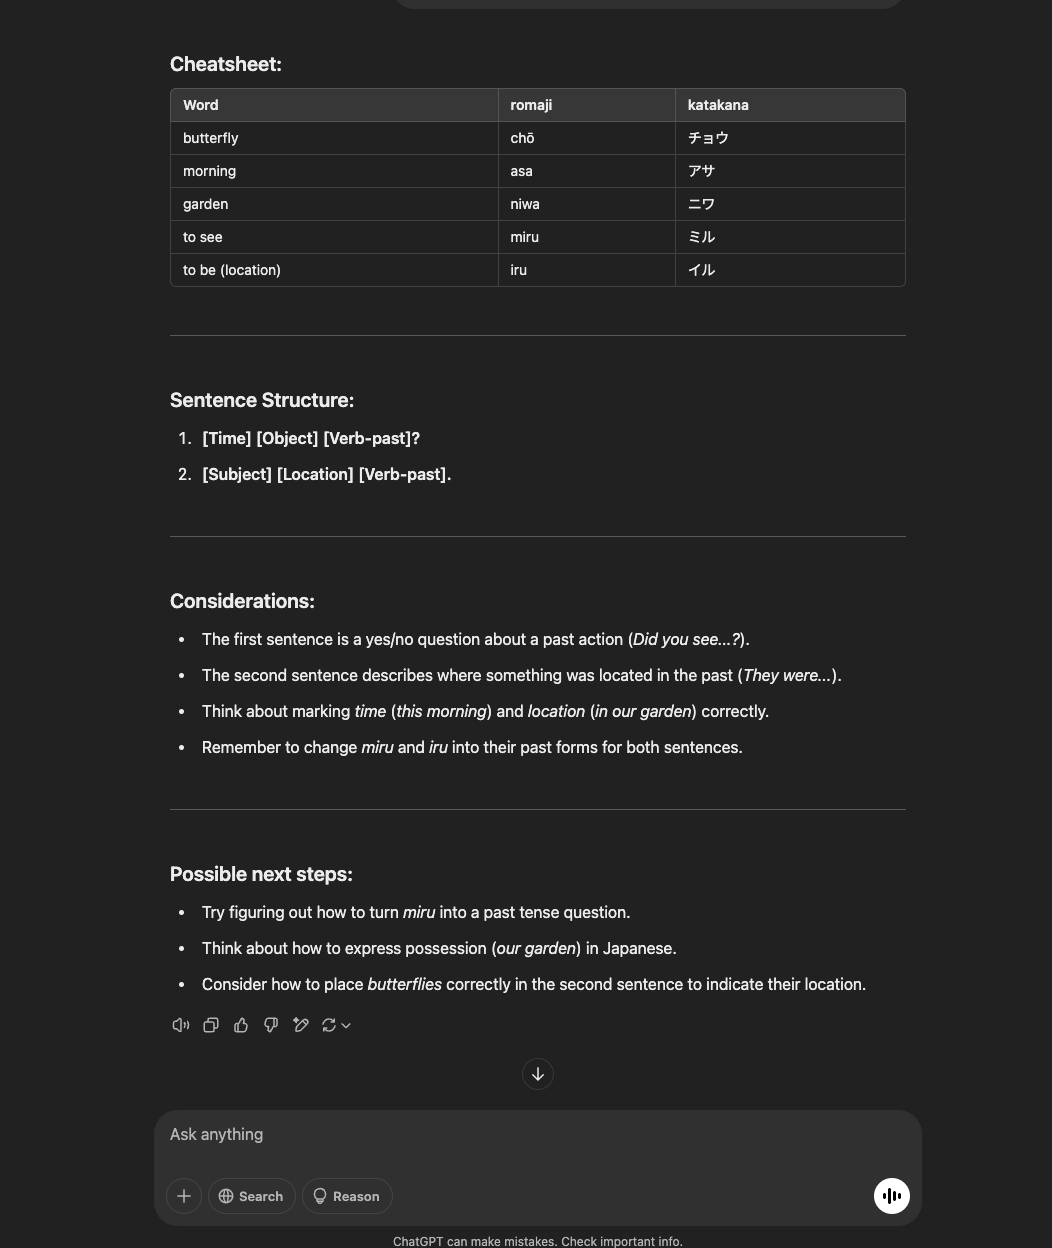 Cheatsheet:
Word romaji katakana
butterfly chō チョウ
morning asa アサ
garden niwa ニワ
to see miru ミル
to be (location) iru イル
Sentence Structure:
1. [Time] [Object] [Verb-past]?
2. [Subject] [Location] [Verb-past].
Considerations:
• The first sentence is a yes/no question about a past action (Did you see...?).
• The second sentence describes where something was located in the past (They were...).
• Think about marking time (this morning) and location (in our garden) correctly.
• Remember to change miru and iru into their past forms for both sentences.
Possible next steps:
• Try figuring out how to turn miru into a past tense question.
• Think about how to express possession (our garden) in Japanese.
• Consider how to place butterflies correctly in the second sentence to indicate their location.
Ask anything
Search Reason
ChatGPT can make mistakes. Check important info.